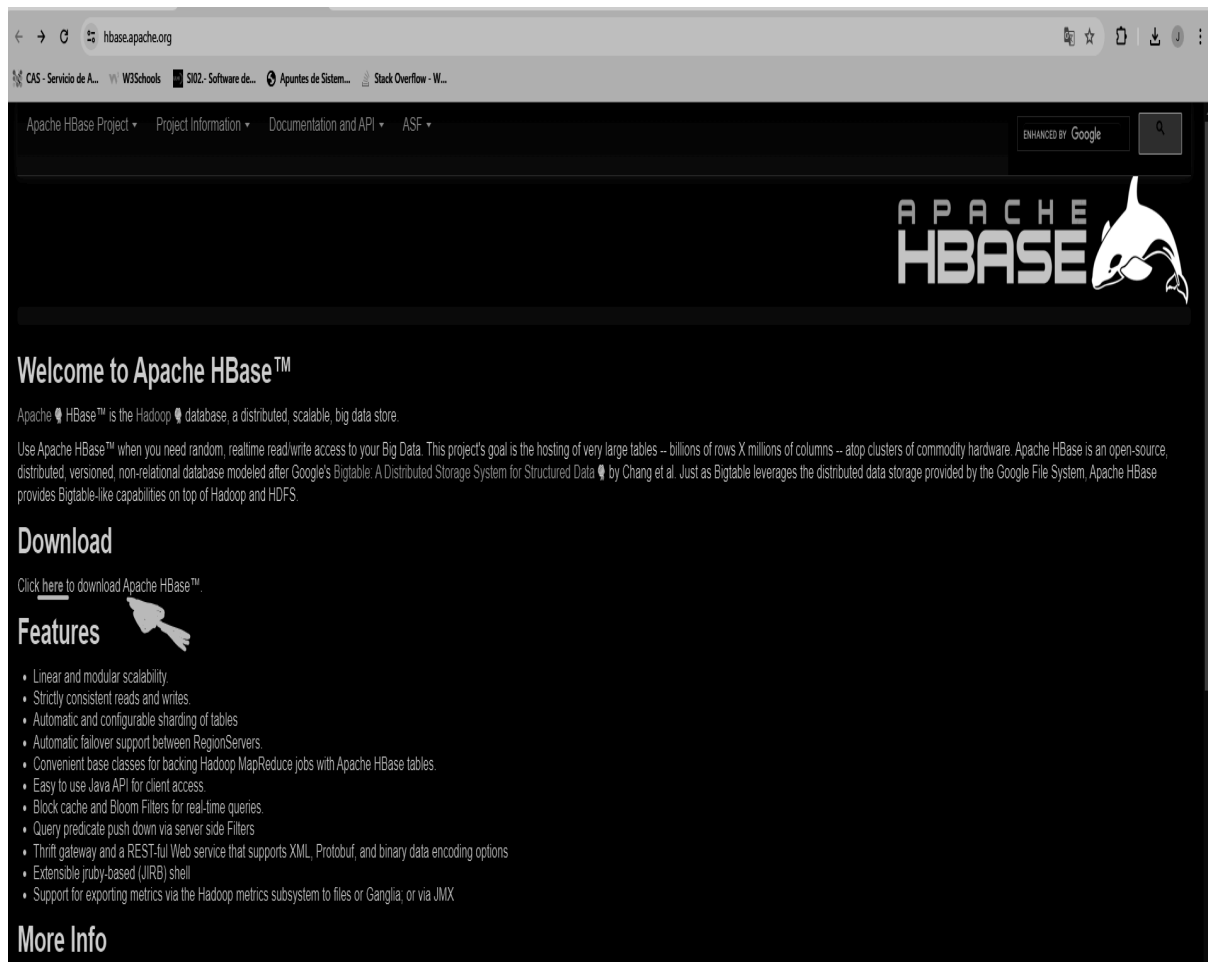 hbase.apache.org
CAS - Servicio de A... W3Schools SI02.- Software de... Apuntes de Sistem... Stack Overflow - W...
Apache HBase Project Project Information Documentation and API ASF
ENHANCED BY Google
APACHE
HBASE
Welcome to Apache HBase™
Apache HBase™ is the Hadoop database, a distributed, scalable, big data store.
Use Apache HBase™ when you need random, realtime read/write access to your Big Data. This project's goal is the hosting of very large tables -- billions of rows X millions of columns -- atop clusters of commodity hardware. Apache HBase is an open-source,
distributed, versioned, non-relational database modeled after Google's Bigtable: A Distributed Storage System for Structured Data by Chang et al. Just as Bigtable leverages the distributed data storage provided by the Google File System, Apache HBase
provides Bigtable-like capabilities on top of Hadoop and HDFS.
Download
Click here to download Apache HBase™.
Features
• Linear and modular scalability.
• Strictly consistent reads and writes.
• Automatic and configurable sharding of tables
• Automatic failover support between RegionServers.
• Convenient base classes for backing Hadoop MapReduce jobs with Apache HBase tables.
• Easy to use Java API for client access.
• Block cache and Bloom Filters for real-time queries.
• Query predicate push down via server side Filters
• Thrift gateway and a REST-ful Web service that supports XML, Protobuf, and binary data encoding options
• Extensible jruby-based (JIRB) shell
• Support for exporting metrics via the Hadoop metrics subsystem to files or Ganglia; or via JMX
More Info